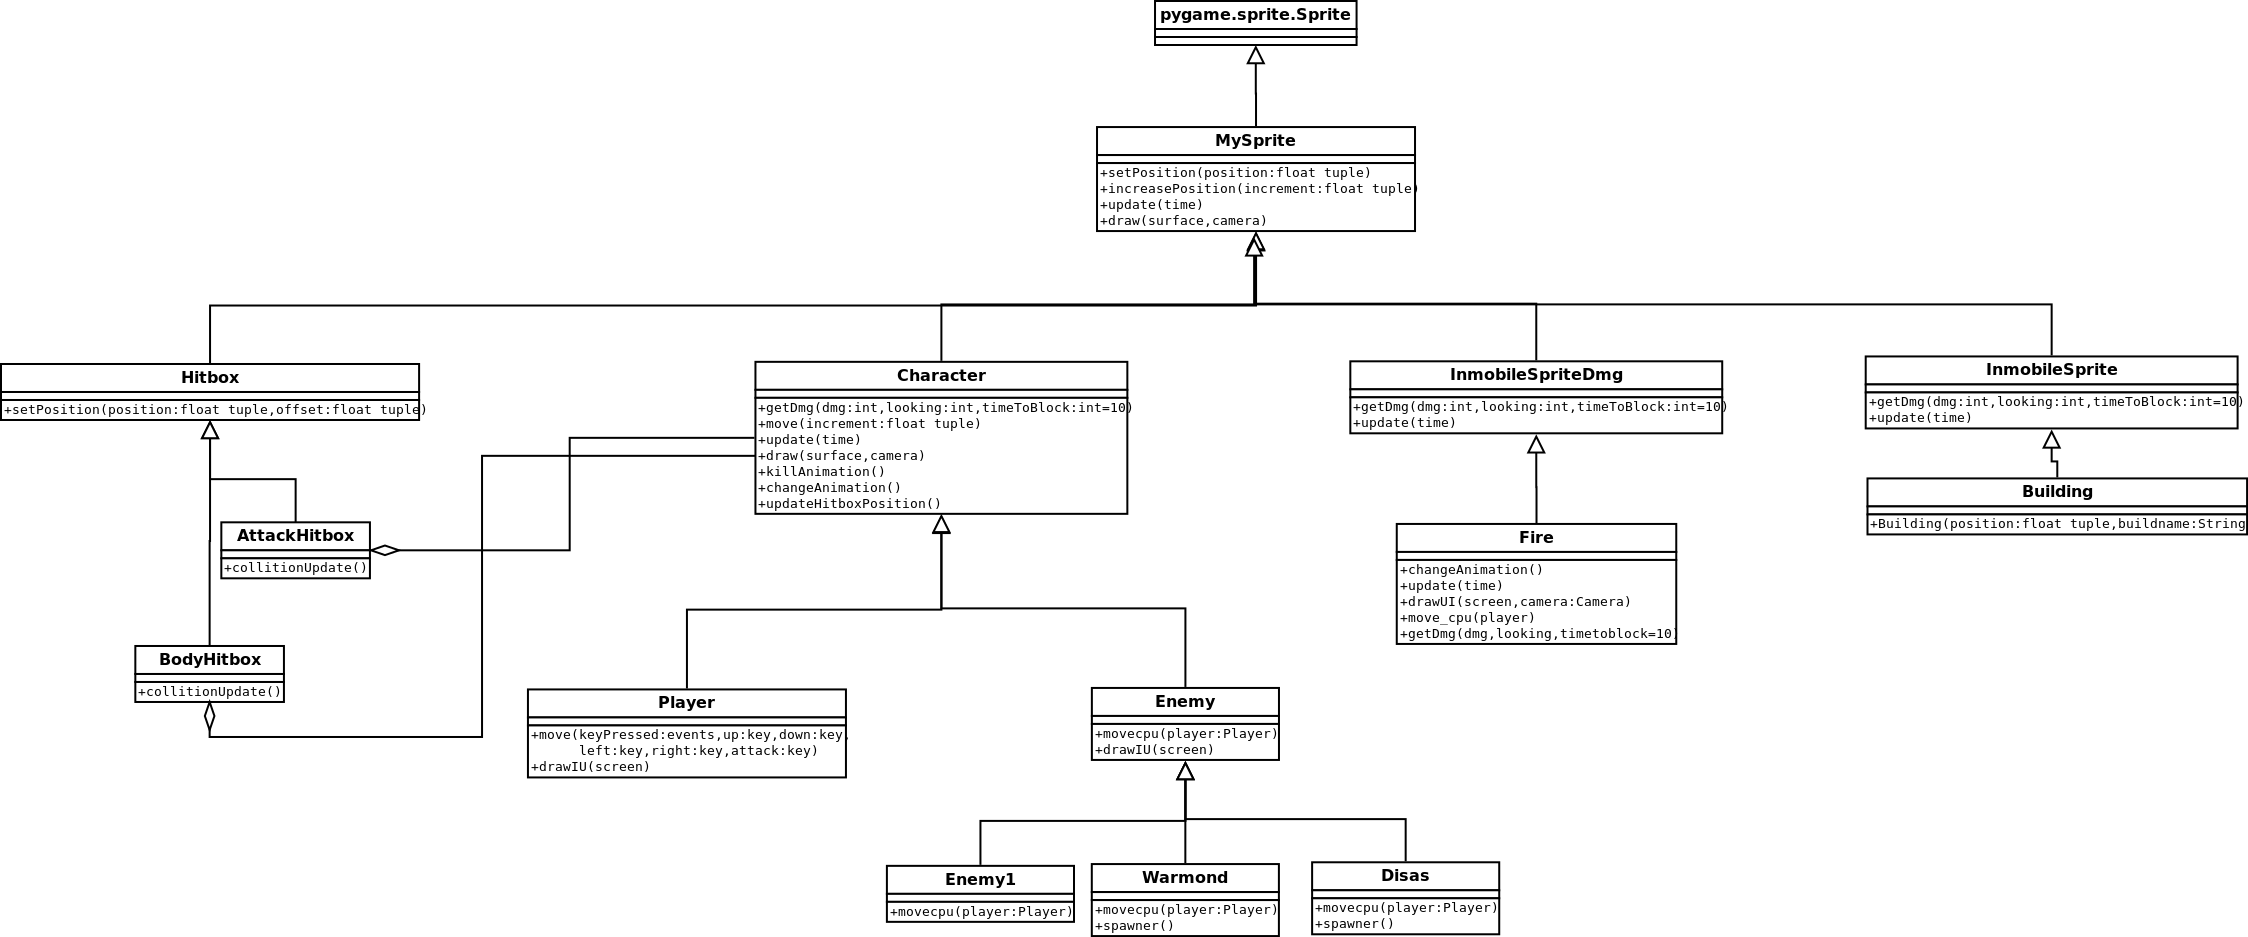 pygame.sprite.Sprite
MySprite
+setPosition(position:float tuple)
+increasePosition(increment:float tuple)
+update(time)
+draw(surface,camera)
Hitbox
+setPosition(position:float tuple,offset:float tuple)
Character
+getDmg(dmg:int,looking:int,timeToBlock:int=10)
+move(increment:float tuple)
+update(time)
+draw(surface,camera)
+killAnimation()
+changeAnimation()
+updateHitboxPosition()
InmobileSpriteDmg
+getDmg(dmg:int,looking:int,timeToBlock:int=10)
+update(time)
InmobileSprite
+getDmg(dmg:int,looking:int,timeToBlock:int=10)
+update(time)
Building
+Building(position:float tuple,buildname:String
AttackHitbox
+collitionUpdate()
Fire
+changeAnimation()
+update(time)
+drawUI(screen,camera:Camera)
+move_cpu(player)
+getDmg(dmg,looking,timetoblock=10)
BodyHitbox
+collitionUpdate()
Player
+move(keyPressed:events,up:key,down:key,
left:key,right:key,attack:key)
+drawIU(screen)
Enemy
+movecpu(player:Player)
+drawIU(screen)
Enemy1
+movecpu(player:Player)
Warmond
+movecpu(player:Player)
+spawner()
Disas
+movecpu(player:Player)
+spawner()